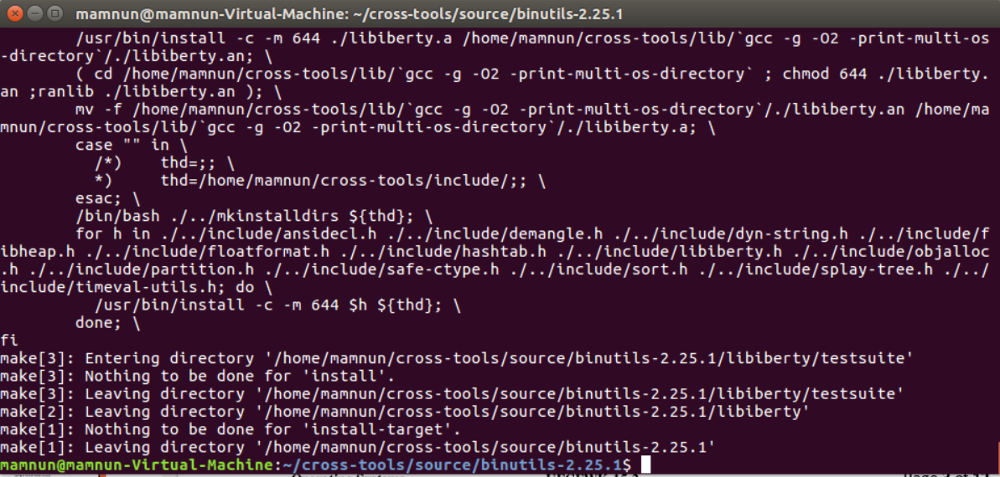 mamnun@mamnun-Virtual-Machine: ~/cross-tools/source/binutils-2.25.1
        /usr/bin/install -c -m 644 ./libiberty.a /home/mamnun/cross-tools/lib/`gcc -g -O2 -print-multi-os
-directory`/./libiberty.an; \
        ( cd /home/mamnun/cross-tools/lib/`gcc -g -O2 -print-multi-os-directory` ; chmod 644 ./libiberty.
an ;ranlib ./libiberty.an ); \
        mv -f /home/mamnun/cross-tools/lib/`gcc -g -O2 -print-multi-os-directory`/./libiberty.an /home/ma
mnun/cross-tools/lib/`gcc -g -O2 -print-multi-os-directory`/./libiberty.a; \
        case "" in \
          /*)    thd=;; \
          *)     thd=/home/mamnun/cross-tools/include/;; \
        esac; \
        /bin/bash ./../mkinstalldirs ${thd}; \
        for h in ./../include/ansidecl.h ./../include/demangle.h ./../include/dyn-string.h ./../include/f
ibheap.h ./../include/floatformat.h ./../include/hashtab.h ./../include/libiberty.h ./../include/objalloc
.h ./../include/partition.h ./../include/safe-ctype.h ./../include/sort.h ./../include/splay-tree.h ./../
include/timeval-utils.h; do \
          /usr/bin/install -c -m 644 $h ${thd}; \
        done; \
fi
make[3]: Entering directory '/home/mamnun/cross-tools/source/binutils-2.25.1/libiberty/testsuite'
make[3]: Nothing to be done for 'install'.
make[3]: Leaving directory '/home/mamnun/cross-tools/source/binutils-2.25.1/libiberty/testsuite'
make[2]: Leaving directory '/home/mamnun/cross-tools/source/binutils-2.25.1/libiberty'
make[1]: Nothing to be done for 'install-target'.
make[1]: Leaving directory '/home/mamnun/cross-tools/source/binutils-2.25.1'
mamnun@mamnun-Virtual-Machine:~/cross-tools/source/binutils-2.25.1$